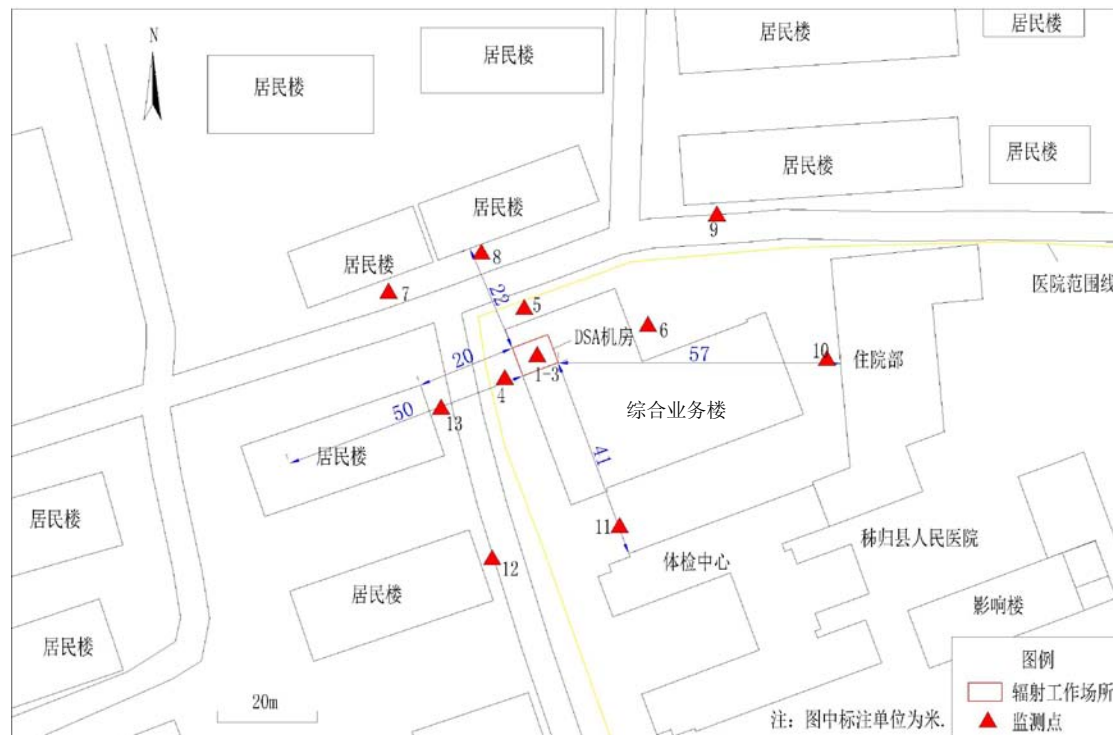 居民楼
居民楼
居民楼
N
居民楼
居民楼
居民楼
居民楼
居民楼
9
8
居民楼
7
医院范围线
22
5
DSA机房
6
20
1-3
57
10
住院部
4
50
13
综合业务楼
居民楼
41
居民楼
11
秭归县人民医院
体检中心
12
居民楼
影响楼
居民楼
图例
20m
辐射工作场所
注：图中标注单位为米.
监测点